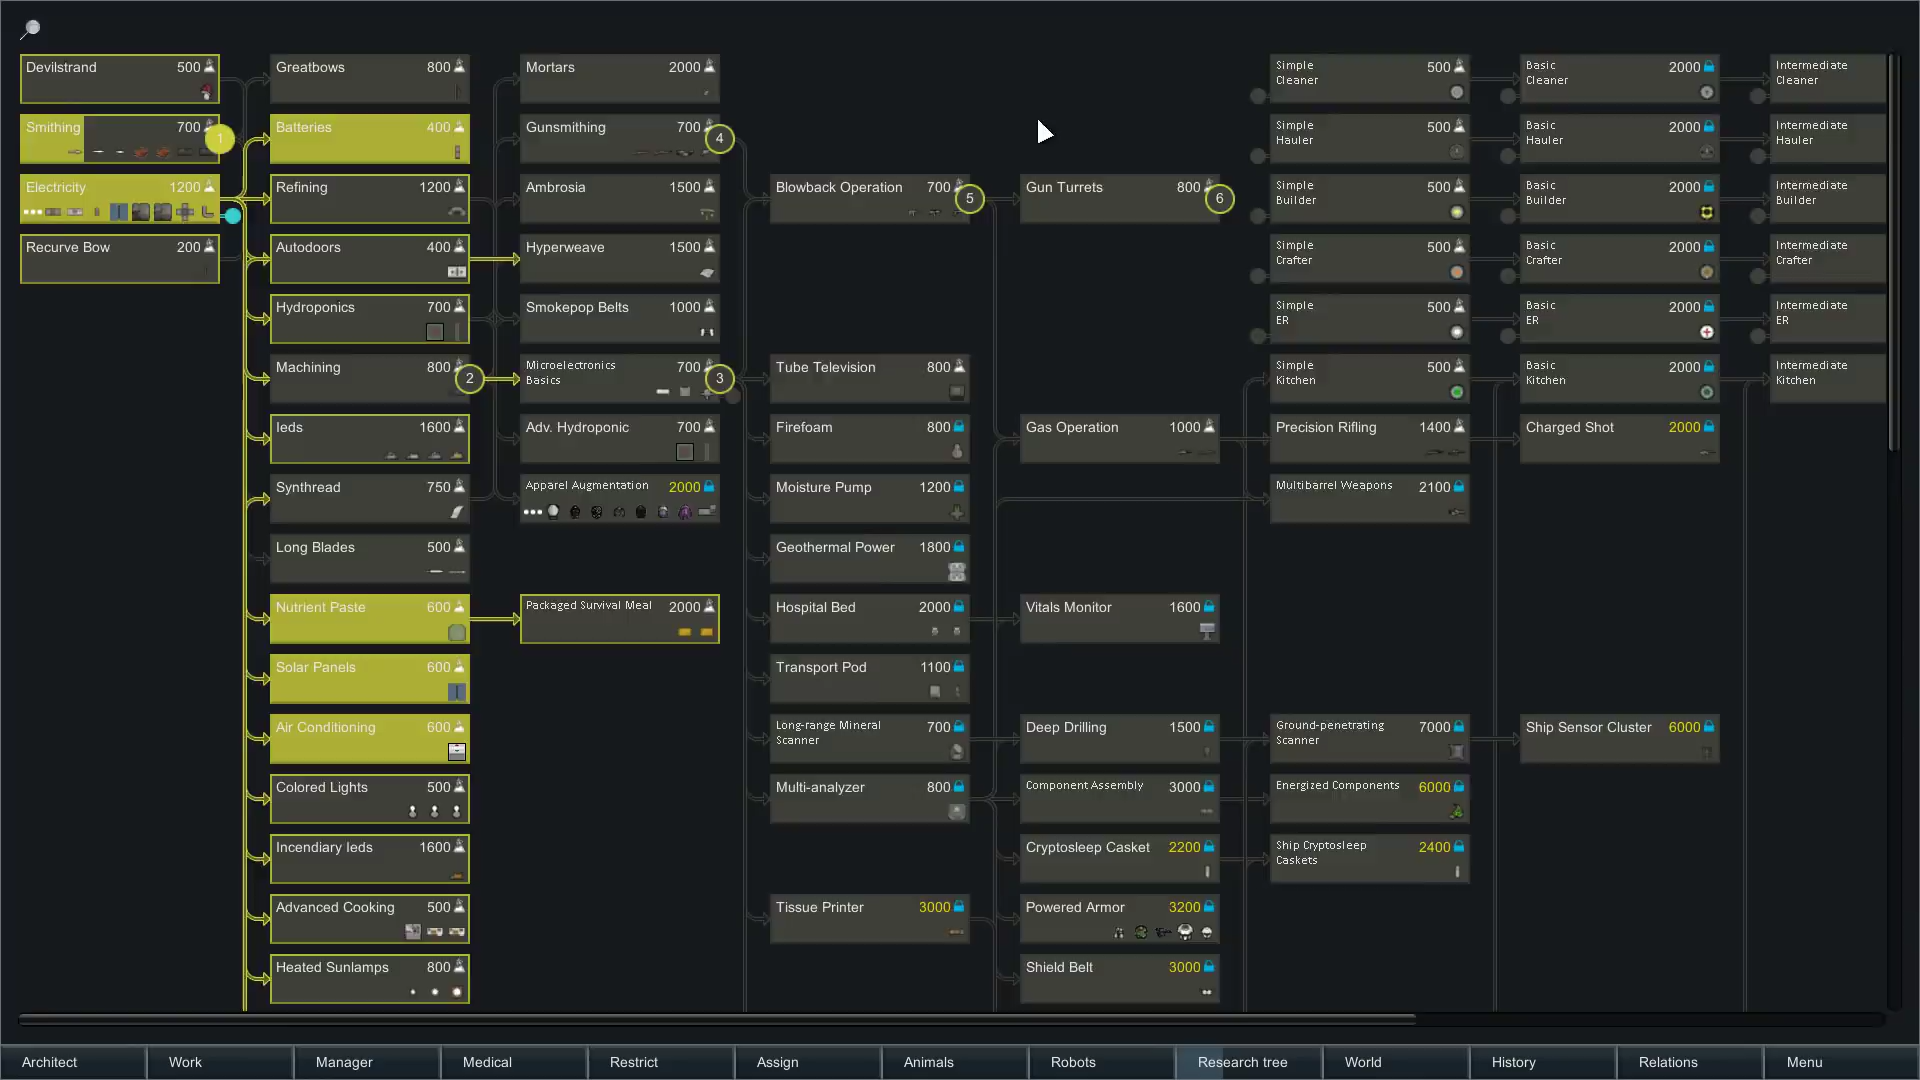 Devilstrand 500
Smithing 700 1
Electricity 1200
Recurve Bow 200
Greatbows 800
Batteries 400
Refining 1200
Autodoors 400
Hydroponics 700
Machining 800 2
Ieds 1600
Synthread 750
Long Blades 500
Nutrient Paste 600
Solar Panels 600
Air Conditioning 600
Colored Lights 500
Incendiary Ieds 1600
Advanced Cooking 500
Heated Sunlamps 800
Mortars 2000
Gunsmithing 700 4
Ambrosia 1500
Hyperweave 1500
Smokepop Belts 1000
Microelectronics 700
Basics 3
Adv. Hydroponic 700
Apparel Augmentation 2000
Packaged Survival Meal 2000
Blowback Operation 700 5
Tube Television 800
Firefoam 800
Moisture Pump 1200
Geothermal Power 1800
Hospital Bed 2000
Transport Pod 1100
Long-range Mineral 700
Scanner
Multi-analyzer 800
Tissue Printer 3000
Gun Turrets 800 6
Gas Operation 1000
Vitals Monitor 1600
Deep Drilling 1500
Component Assembly 3000
Cryptosleep Casket 2200
Powered Armor 3200
Shield Belt 3000
Simple 500
Cleaner
Simple 500
Hauler
Simple 500
Builder
Simple 500
Crafter
Simple 500
ER
Simple 500
Kitchen
Precision Rifling 1400
Multibarrel Weapons 2100
Ground-penetrating 7000
Scanner
Energized Components 6000
Ship Cryptosleep 2400
Caskets
Basic 2000
Cleaner
Basic 2000
Hauler
Basic 2000
Builder
Basic 2000
Crafter
Basic 2000
ER
Basic 2000
Kitchen
Charged Shot 2000
Ship Sensor Cluster 6000
Intermediate
Cleaner
Intermediate
Hauler
Intermediate
Builder
Intermediate
Crafter
Intermediate
ER
Intermediate
Kitchen
Architect Work Manager Medical Restrict Assign Animals Robots Research tree World History Relations Menu